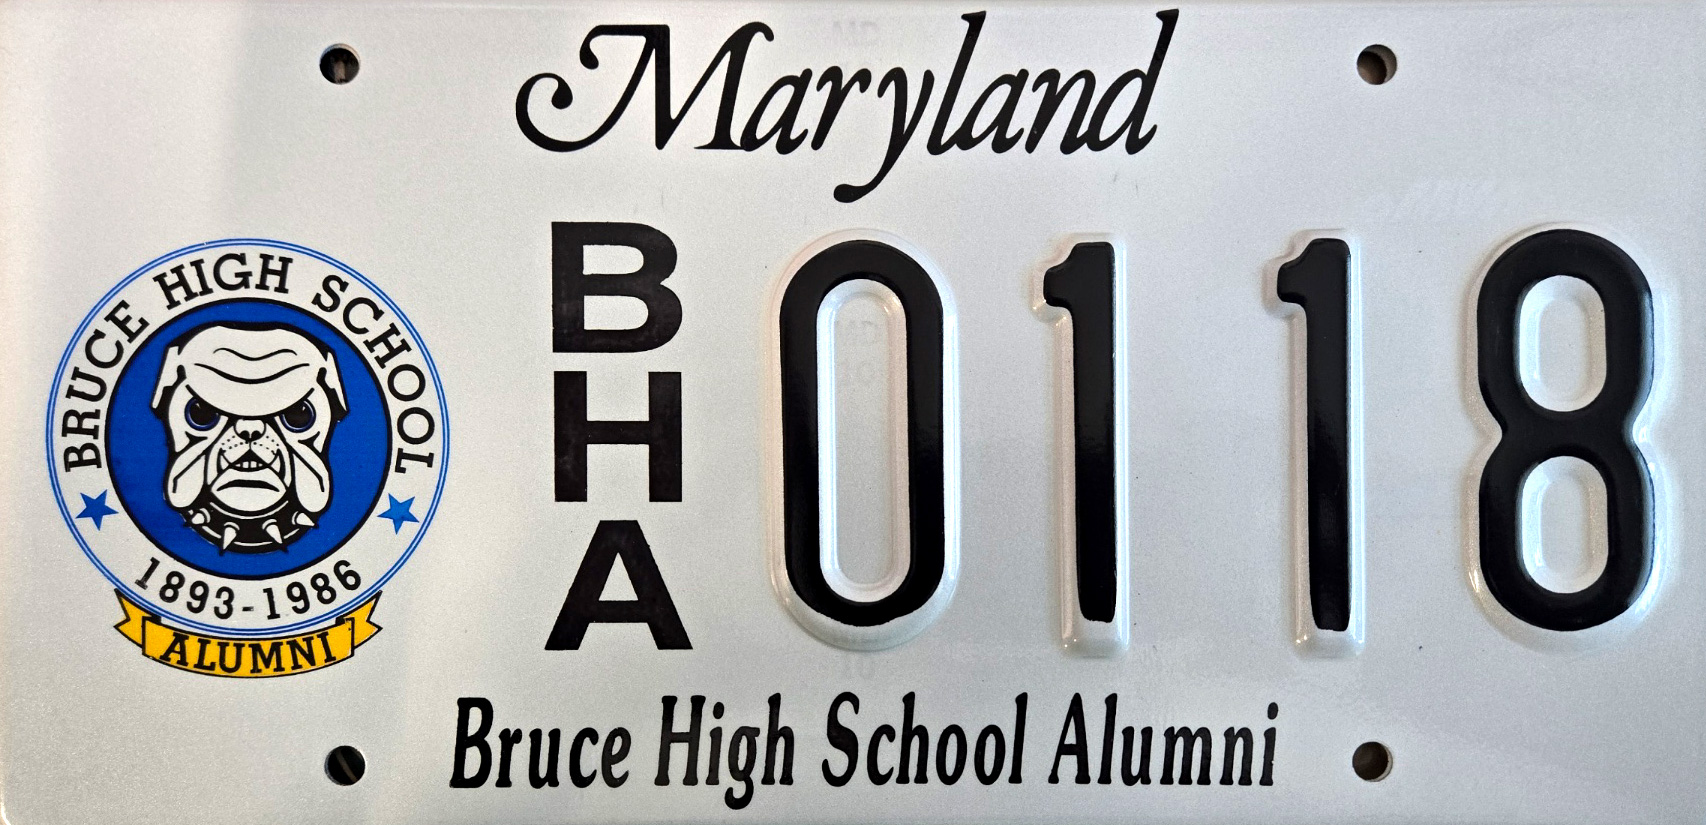 Maryland
BHA 0118
BRUCE HIGH SCHOOL
1893-1986
ALUMNI
Bruce High School Alumni